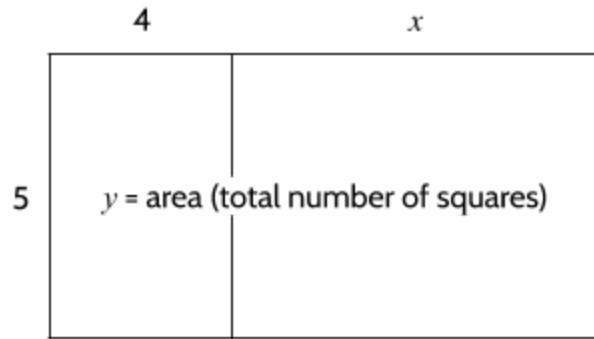 4
x
5
y = area (total number of squares)